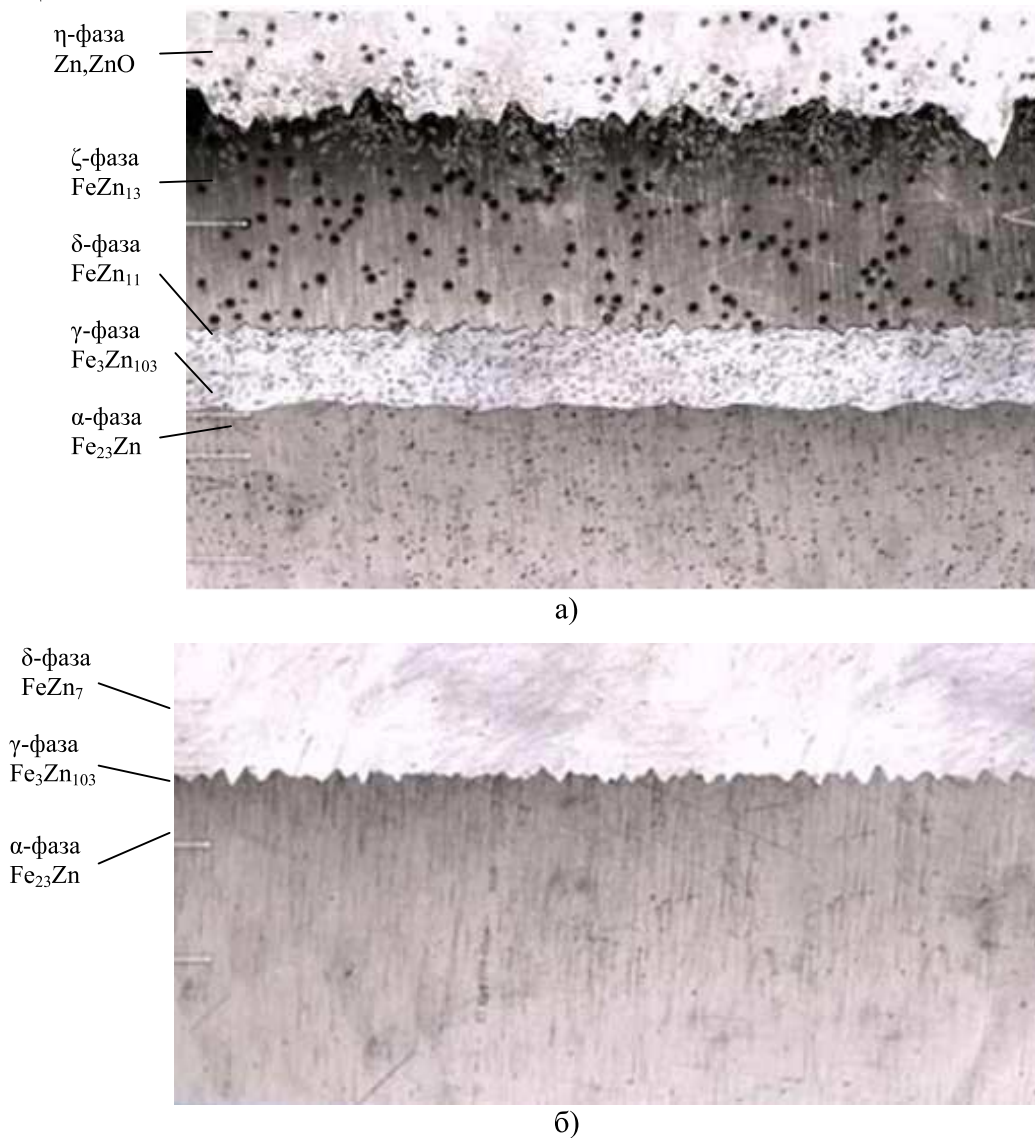 η-фаза
Zn,ZnO
ζ-фаза
FeZn₁₃
δ-фаза
FeZn₁₁
γ-фаза
Fe₃Zn₁₀₃
α-фаза
Fe₂₃Zn
а)
δ-фаза
FeZn₇
γ-фаза
Fe₃Zn₁₀₃
α-фаза
Fe₂₃Zn
б)